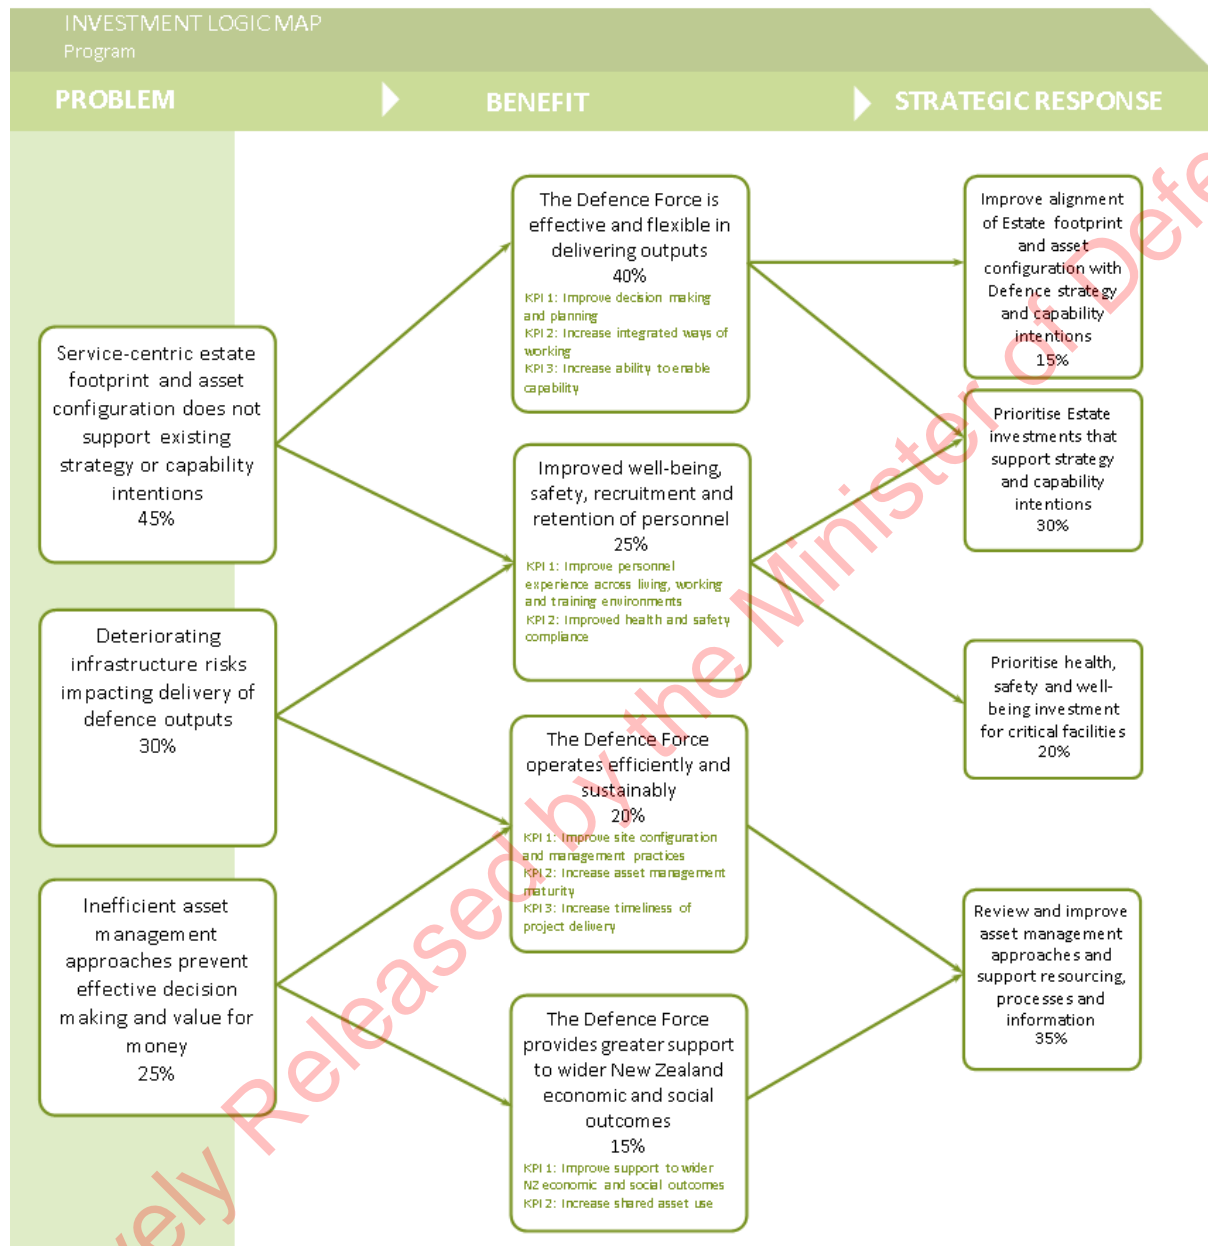 INVESTMENT LOGIC MAP
Program
PROBLEM
BENEFIT
STRATEGIC RESPONSE
Service-centric estate
footprint and asset
configuration does not
support existing
strategy or capability
intentions
45%
Deteriorating
infrastructure risks
impacting delivery of
defence outputs
30%
Inefficient asset
management
approaches prevent
effective decision
making and value for
money
25%
The Defence Force is
effective and flexible in
delivering outputs
40%
KPI 1: Improve decision making
and planning
KPI 2: Increase integrated ways of
working
KPI 3: Increase ability to enable
capability
Improved well-being,
safety, recruitment and
retention of personnel
25%
KPI 1: Improve personnel
experience across living, working
and training environments
KPI 2: Improved health and safety
compliance
The Defence Force
operates efficiently and
sustainably
20%
KPI 1: Improve site configuration
and management practices
KPI 2: Increase asset management
maturity
KPI 3: Increase timeliness of
project delivery
The Defence Force
provides greater support
to wider New Zealand
economic and social
outcomes
15%
KPI 1: Improve support to wider
NZ economic and social outcomes
KPI 2: Increase shared asset use
Improve alignment
of Estate footprint
and asset
configuration with
Defence strategy
and capability
intentions
15%
Prioritise Estate
investments that
support strategy
and capability
intentions
30%
Prioritise health,
safety and well-
being investment
for critical facilities
20%
Review and improve
asset management
approaches and
support resourcing,
processes and
information
35%
vely Released by the Minister of Defe